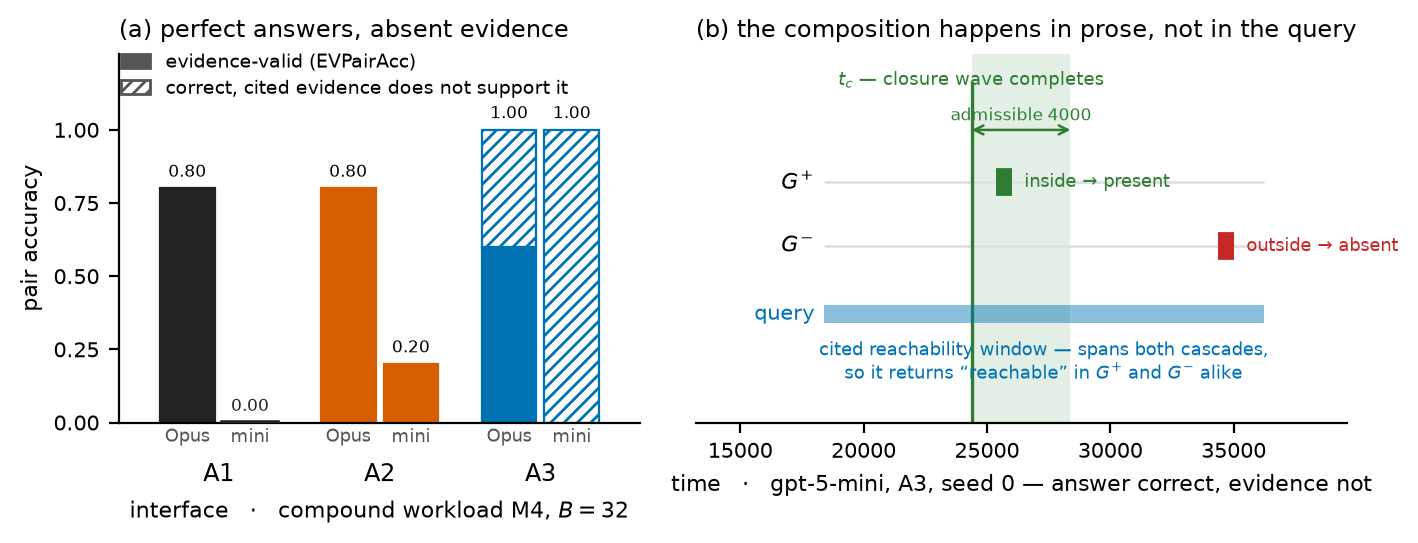 (a) perfect answers, absent evidence
evidence-valid (EVPairAcc)
correct, cited evidence does not support it
pair accuracy
1.00
0.75
0.50
0.25
0.00
0.80
0.00
0.80
0.20
1.00
1.00
Opus
mini
Opus
mini
Opus
mini
A1
A2
A3
interface · compound workload M4, B = 32
(b) the composition happens in prose, not in the query
t_c — closure wave completes
admissible 4000
G⁺
inside → present
G⁻
outside → absent
query
cited reachability window — spans both cascades,
so it returns “reachable” in G⁺ and G⁻ alike
15000
20000
25000
30000
35000
time · gpt-5-mini, A3, seed 0 — answer correct, evidence not